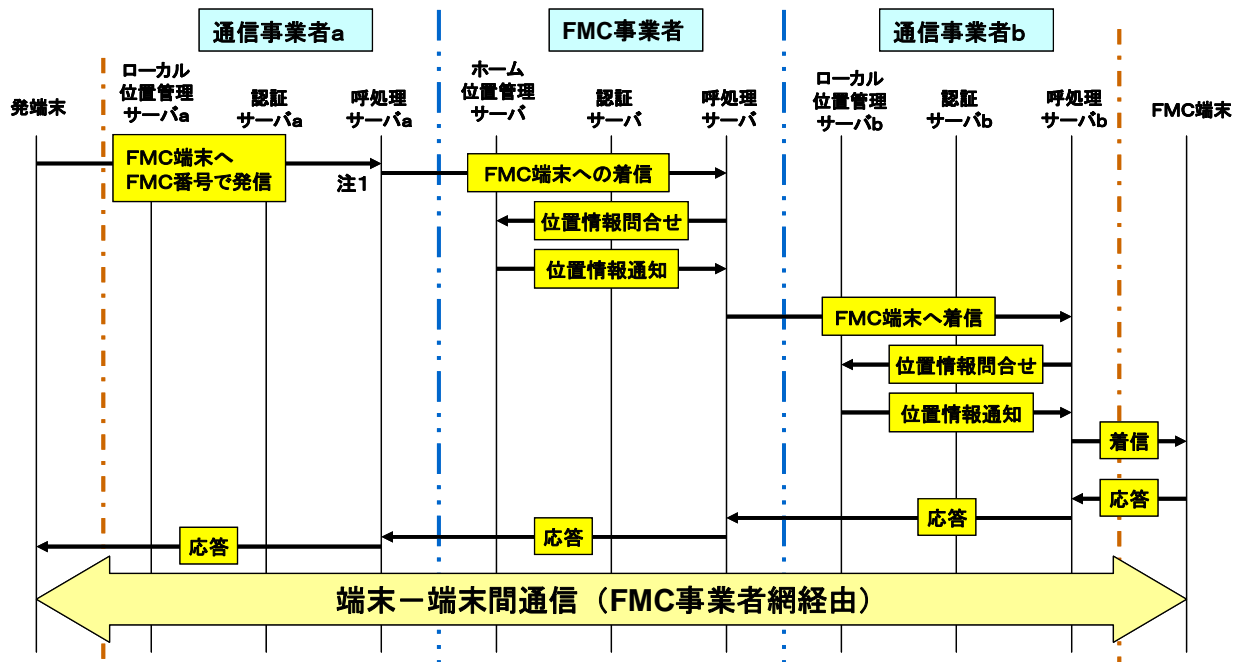 通信事業者a
FMC事業者
通信事業者b
発端末
ローカル
位置管理
サーバa
認証
サーバa
呼処理
サーバa
ホーム
位置管理
サーバ
認証
サーバ
呼処理
サーバ
ローカル
位置管理
サーバb
認証
サーバb
呼処理
サーバb
FMC端末
FMC端末へ
FMC番号で発信
注1
FMC端末への着信
位置情報問合せ
位置情報通知
FMC端末へ着信
位置情報問合せ
位置情報通知
着信
応答
応答
応答
応答
端末－端末間通信（FMC事業者網経由）